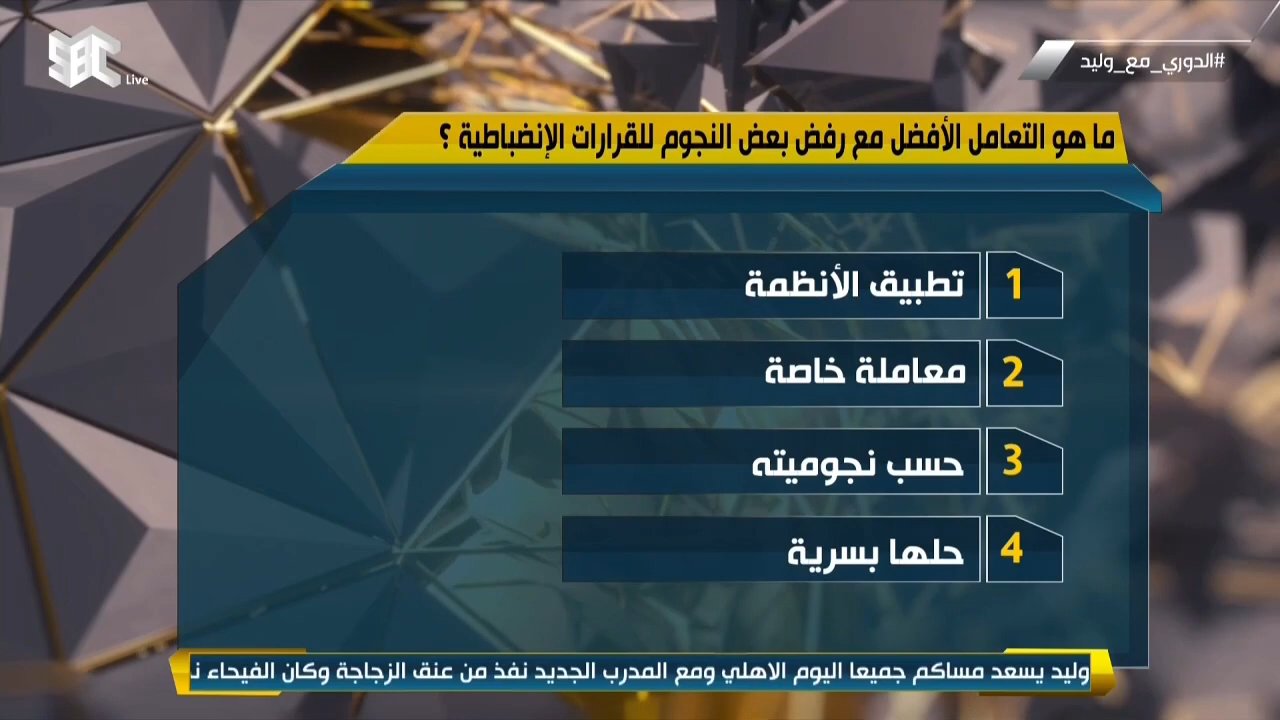 SBC
Live
#الدوري_مع_وليد
ما هو التعامل الأفضل مع رفض بعض النجوم للقرارات الإنضباطية ؟
1 تطبيق الأنظمة
2 معاملة خاصة
3 حسب نجوميته
4 حلها بسرية
وليد يسعد مساكم جميعا اليوم الاهلي ومع المدرب الجديد نفذ من عنق الزجاجة وكان الفيحاء